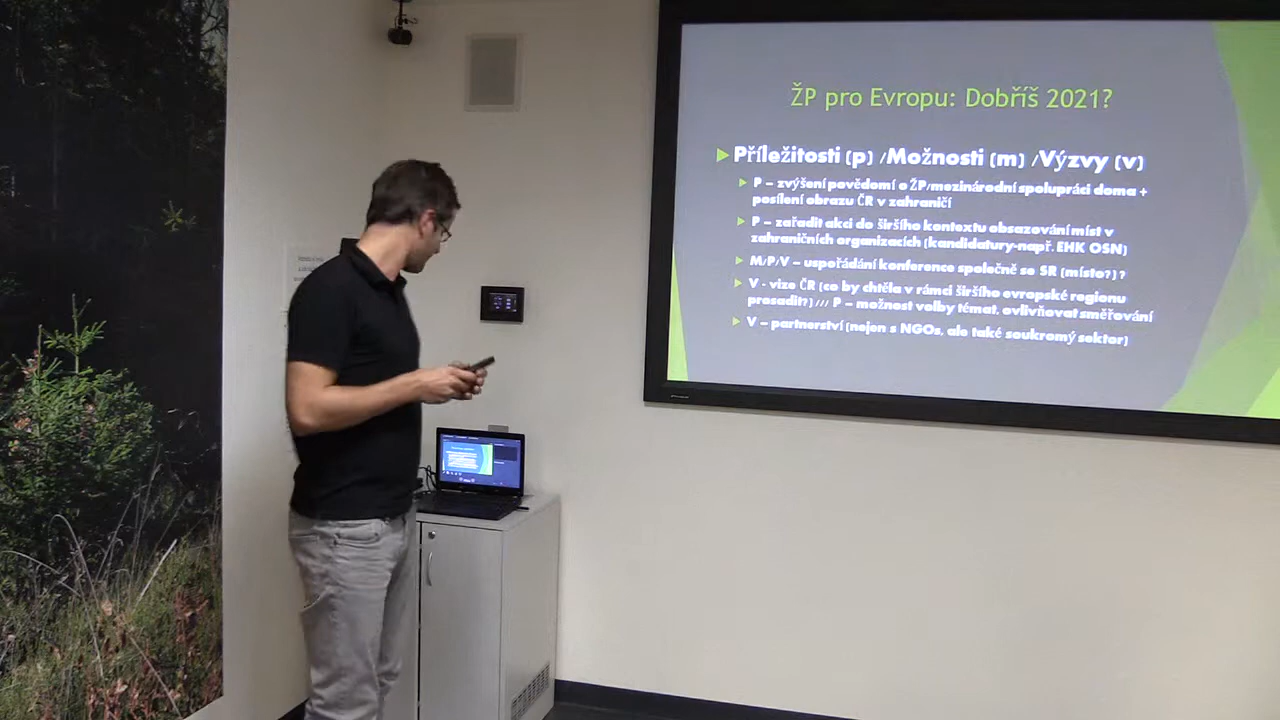 ŽP pro Evropu: Dobříš 2021?
Příležitosti (p) /Možnosti (m) /Výzvy (v)
P – zvýšení povědomí o ŽP/mezinárodní spolupráci doma +
posílení obrazu ČR v zahraničí
P – zařadit akci do širšího kontextu obsazování míst v
zahraničních organizacích (kandidatury-např. EHK OSN)
M/P/V – uspořádání konference společně se SR (místo?) ?
V - vize ČR (co by chtěla v rámci širšího evropské regionu
prosadit?) /// P – možnost volby témat, ovlivňovat směřování
V – partnerství (nejen s NGOs, ale také soukromý sektor)